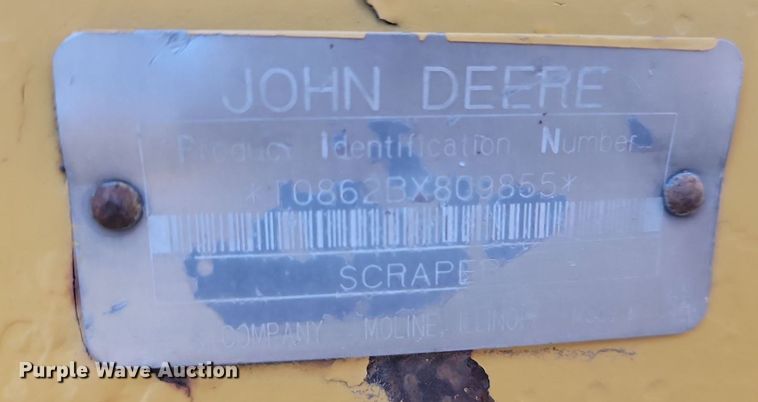 JOHN DEERE
Product Identification Number
*T0862BX809855*
SCRAPER
COMPANY MOLINE, ILLINOIS
Purple Wave Auction